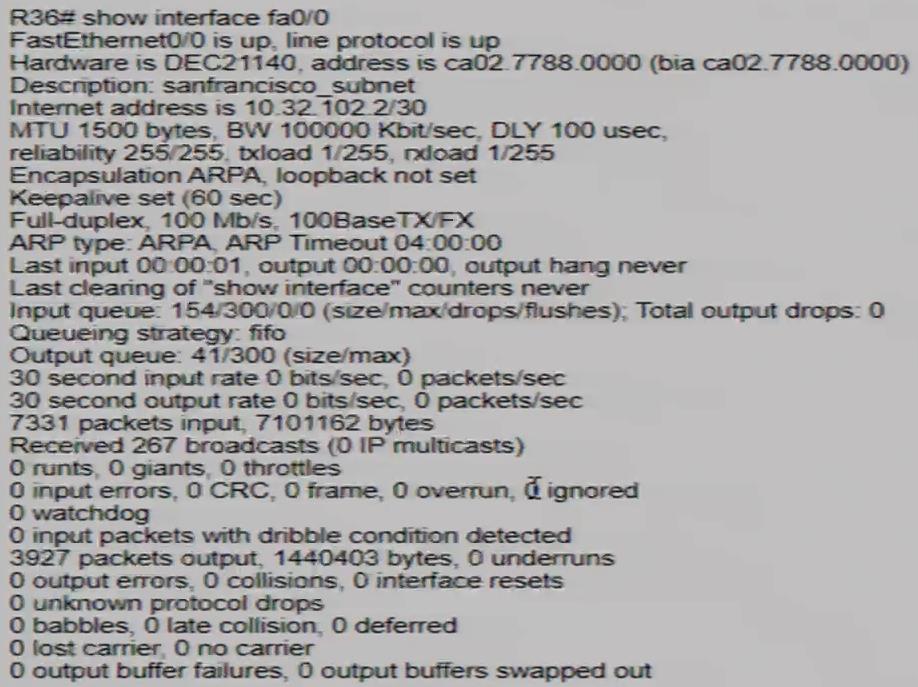 R36# show interface fa0/0
FastEthernet0/0 is up, line protocol is up
Hardware is DEC21140, address is ca02.7788.0000 (bia ca02.7788.0000)
Description: sanfrancisco_subnet
Internet address is 10.32.102.2/30
MTU 1500 bytes, BW 100000 Kbit/sec, DLY 100 usec,
reliability 255/255, txload 1/255, rxload 1/255
Encapsulation ARPA, loopback not set
Keepalive set (60 sec)
Full-duplex, 100 Mb/s, 100BaseTX/FX
ARP type: ARPA, ARP Timeout 04:00:00
Last input 00:00:01, output 00:00:00, output hang never
Last clearing of "show interface" counters never
Input queue: 154/300/0/0 (size/max/drops/flushes); Total output drops: 0
Queueing strategy: fifo
Output queue: 41/300 (size/max)
30 second input rate 0 bits/sec, 0 packets/sec
30 second output rate 0 bits/sec, 0 packets/sec
7331 packets input, 7101162 bytes
Received 267 broadcasts (0 IP multicasts)
0 runts, 0 giants, 0 throttles
0 input errors, 0 CRC, 0 frame, 0 overrun, 0 ignored
0 watchdog
0 input packets with dribble condition detected
3927 packets output, 1440403 bytes, 0 underruns
0 output errors, 0 collisions, 0 interface resets
0 unknown protocol drops
0 babbles, 0 late collision, 0 deferred
0 lost carrier, 0 no carrier
0 output buffer failures, 0 output buffers swapped out